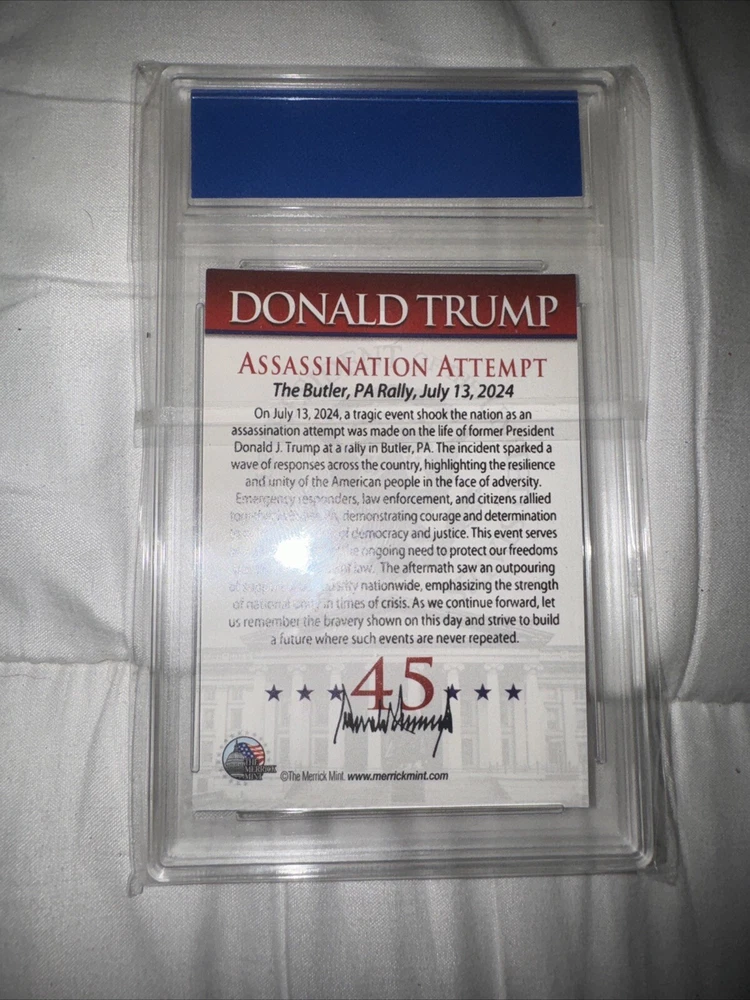 DONALD TRUMP
ASSASSINATION ATTEMPT
The Butler, PA Rally, July 13, 2024
On July 13, 2024, a tragic event shook the nation as an
assassination attempt was made on the life of former President
Donald J. Trump at a rally in Butler, PA. The incident sparked a
wave of responses across the country, highlighting the resilience
and unity of the American people in the face of adversity.
Emergency responders, law enforcement, and citizens rallied
demonstrating courage and determination
of democracy and justice. This event serves
the ongoing need to protect our freedoms
of law. The aftermath saw an outpouring
nationwide, emphasizing the strength
of national unity in times of crisis. As we continue forward, let
us remember the bravery shown on this day and strive to build
a future where such events are never repeated.
45
THE
MERRICK
MINT
©The Merrick Mint. www.merrickmint.com